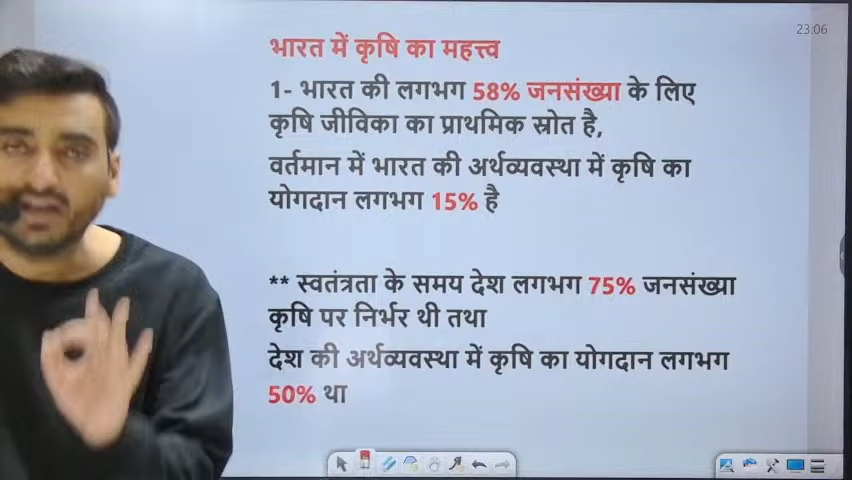 23:06
भारत में कृषि का महत्त्व
1- भारत की लगभग 58% जनसंख्या के लिए
कृषि जीविका का प्राथमिक स्रोत है,
वर्तमान में भारत की अर्थव्यवस्था में कृषि का
योगदान लगभग 15% है
** स्वतंत्रता के समय देश लगभग 75% जनसंख्या
कृषि पर निर्भर थी तथा
देश की अर्थव्यवस्था में कृषि का योगदान लगभग
50% था